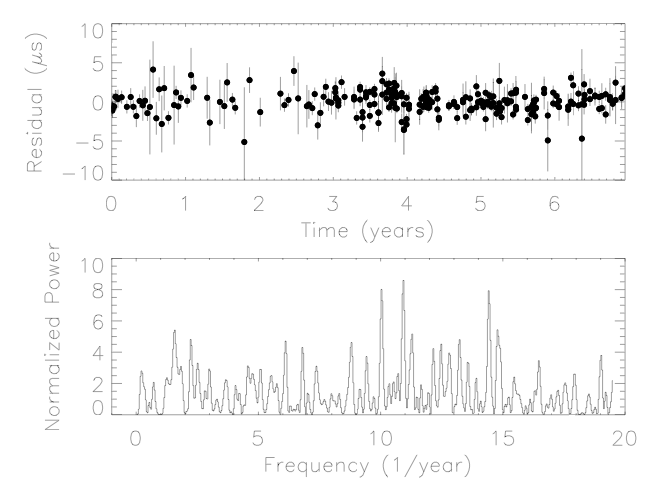 10
5
0
−5
−10
Residual (μs)
0 1 2 3 4 5 6
Time (years)
10
8
6
4
2
0
Normalized Power
0 5 10 15 20
Frequency (1/year)